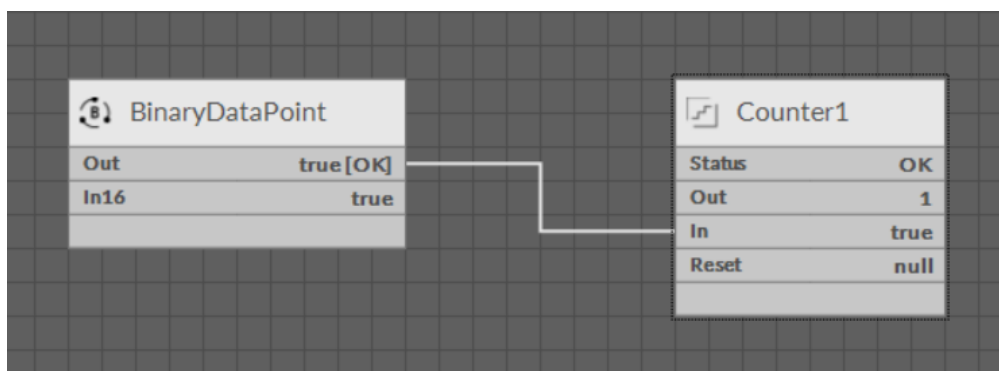 BinaryDataPoint
Out true [OK]
In16 true
Counter1
Status OK
Out 1
In true
Reset null